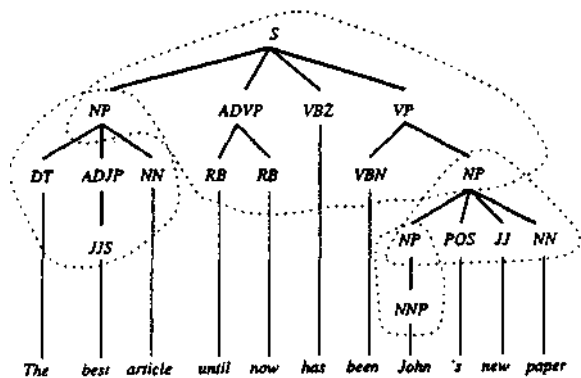 S
NP ADVP VBZ VP
DT ADJP NN RB RB VBN NP
JJS NP POS JJ NN
NNP
The best article until now has been John 's new paper